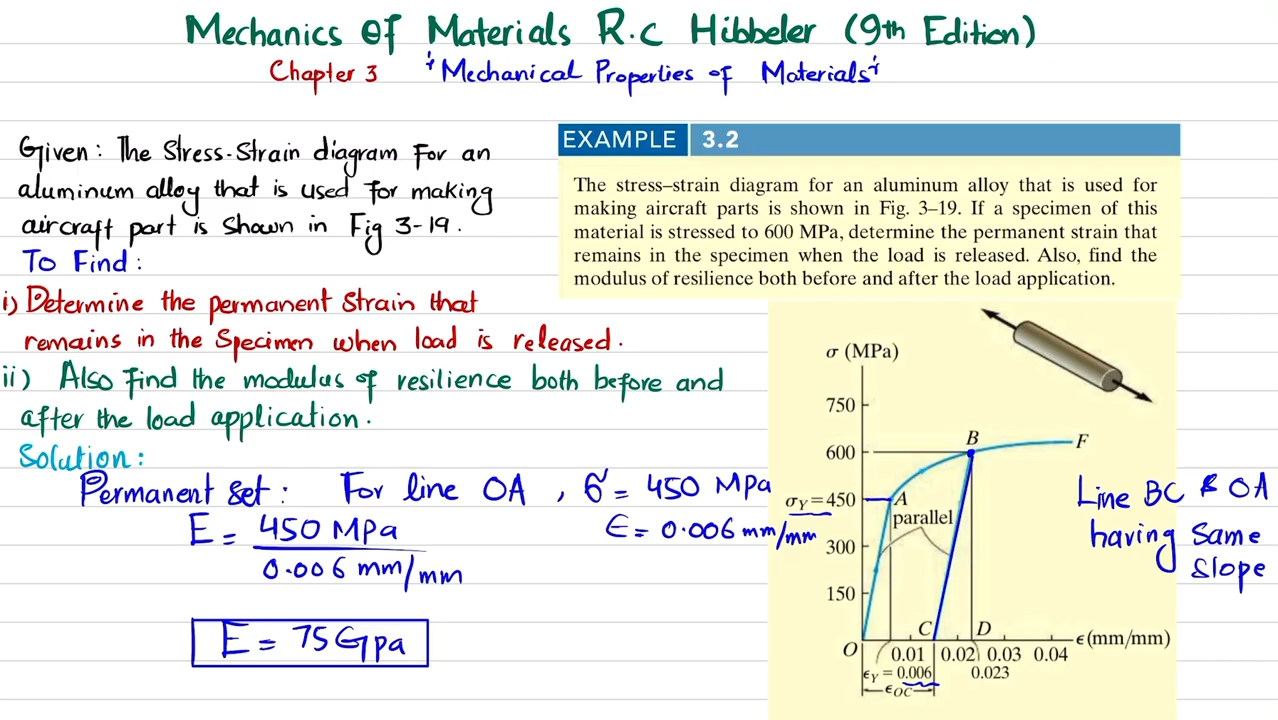 Mechanics Of Materials R.C Hibbeler (9th Edition)
Chapter 3 "Mechanical Properties of Materials"
Given: The Stress-Strain diagram For an
aluminum alloy that is used for making
aircraft part is shown in Fig 3-19.
To Find:
i) Determine the permanent strain that
remains in the Specimen when load is released.
ii) Also find the modulus of resilience both before and
after the load application.
Solution:
Permanent set: For line OA, σ = 450 MPa
E = 450 MPa
0.006 mm/mm
ϵ = 0.006 mm/mm
E = 75 Gpa
EXAMPLE 3.2
The stress–strain diagram for an aluminum alloy that is used for
making aircraft parts is shown in Fig. 3–19. If a specimen of this
material is stressed to 600 MPa, determine the permanent strain that
remains in the specimen when the load is released. Also, find the
modulus of resilience both before and after the load application.
σ (MPa)
750
B
F
600
σY = 450
A
parallel
300
150
C
D
ϵ (mm/mm)
O
0.01 0.02 0.03 0.04
ϵY = 0.006
0.023
ϵOC
Line BC & OA
having same
slope